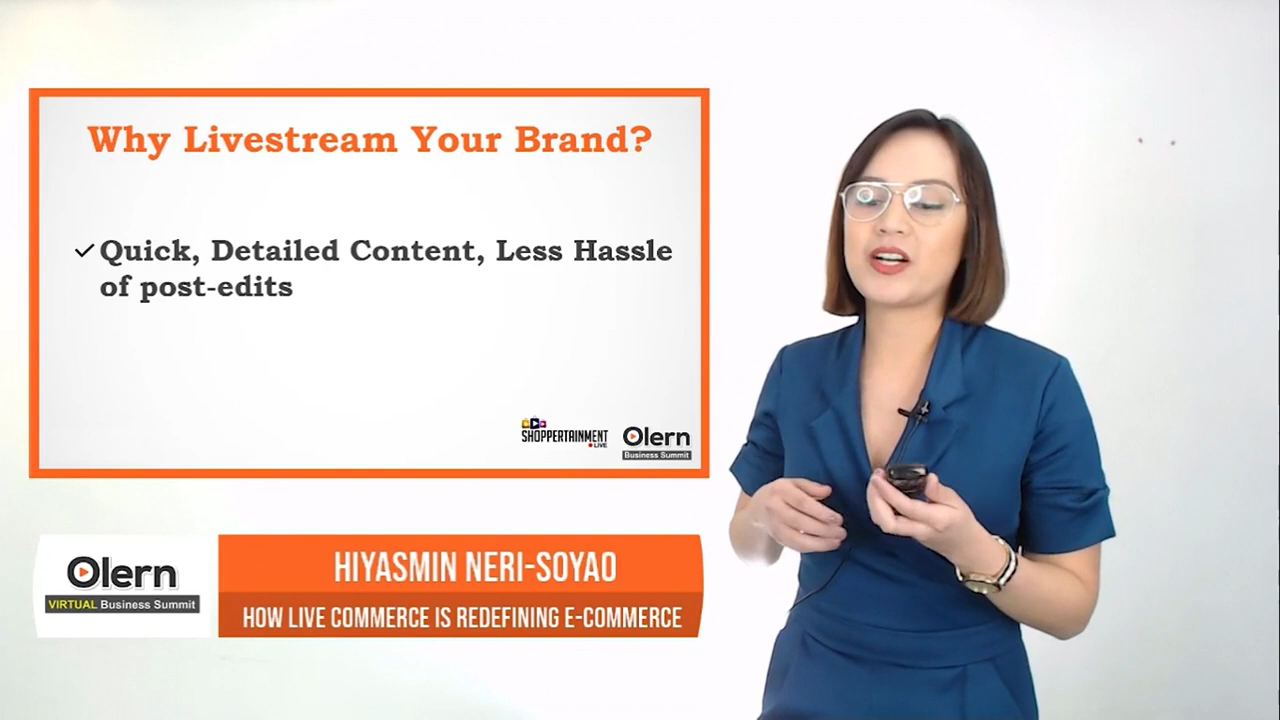 Why Livestream Your Brand?
Quick, Detailed Content, Less Hassle
of post-edits
SHOPPERTAINMENT
LIVE
Olern
Business Summit
Olern
VIRTUAL Business Summit
HIYASMIN NERI-SOYAO
HOW LIVE COMMERCE IS REDEFINING E-COMMERCE